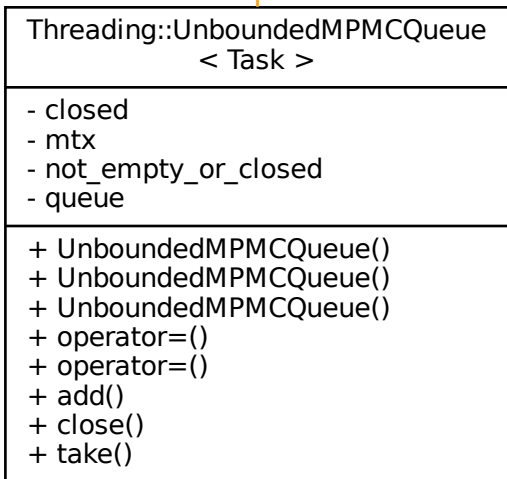 Threading::UnboundedMPMCQueue
< Task >
- closed
- mtx
- not_empty_or_closed
- queue
+ UnboundedMPMCQueue()
+ UnboundedMPMCQueue()
+ UnboundedMPMCQueue()
+ operator=()
+ operator=()
+ add()
+ close()
+ take()